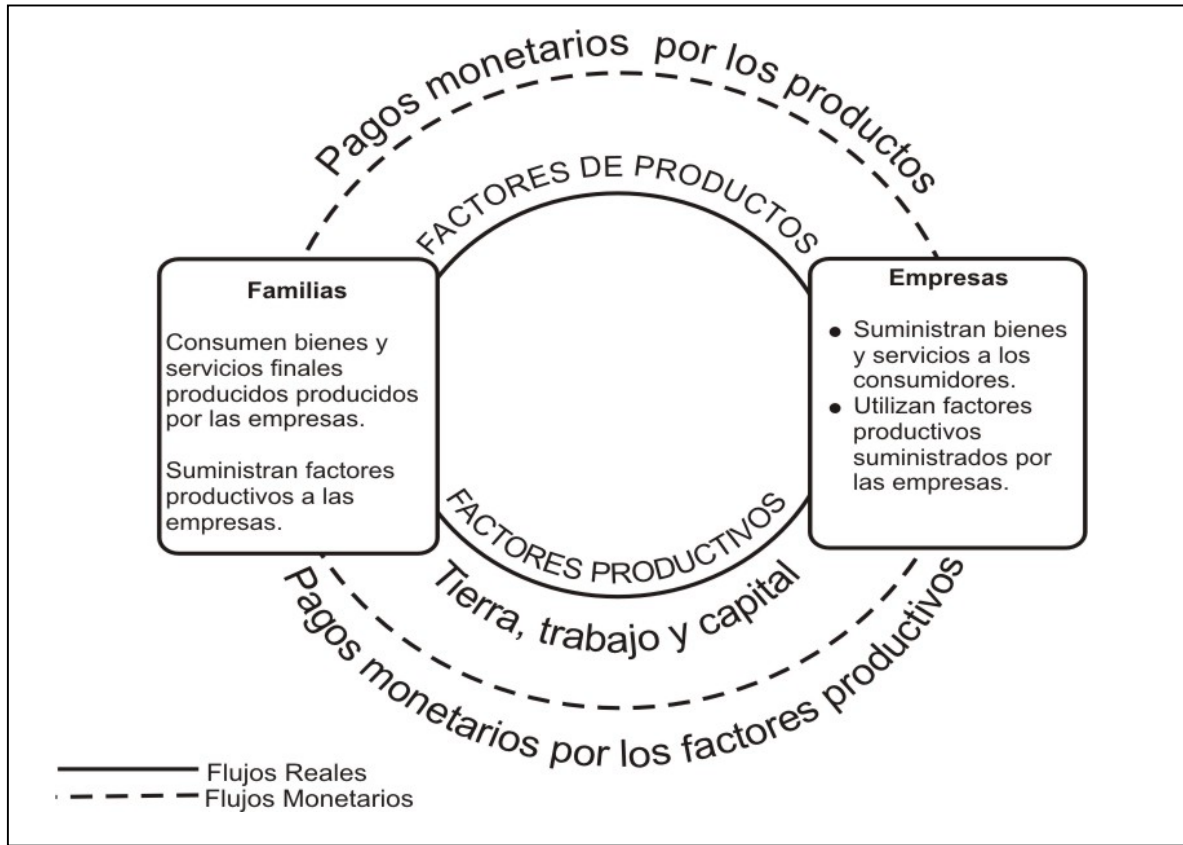 Pagos monetarios por los productos
FACTORES DE PRODUCTOS
Familias
Consumen bienes y
servicios finales
producidos producidos
por las empresas.
Suministran factores
productivos a las
empresas.
Empresas
● Suministran bienes
y servicios a los
consumidores.
● Utilizan factores
productivos
suministrados por
las empresas.
FACTORES PRODUCTIVOS
Tierra, trabajo y capital
Pagos monetarios por los factores productivos
Flujos Reales
Flujos Monetarios